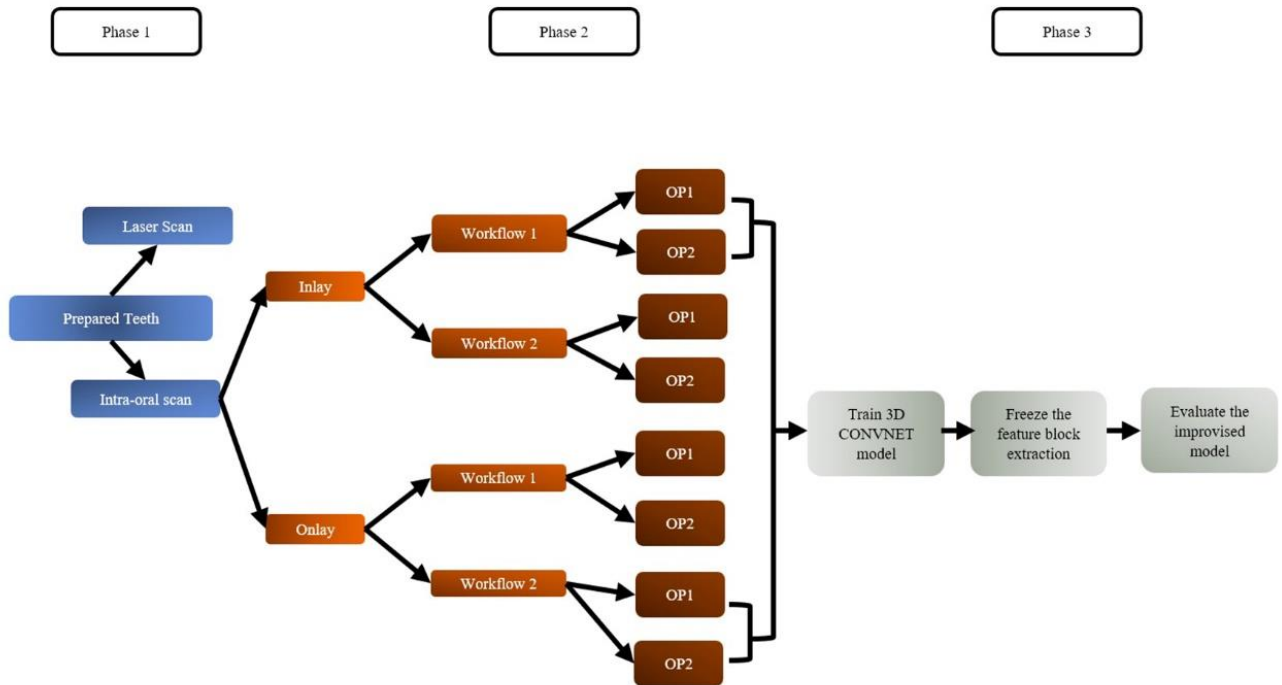 Phase 1
Phase 2
Phase 3
Laser Scan
Prepared Teeth
Intra-oral scan
Inlay
Onlay
Workflow 1
Workflow 2
Workflow 1
Workflow 2
OP1
OP2
OP1
OP2
OP1
OP2
OP1
OP2
Train 3D
CONVNET
model
Freeze the
feature block
extraction
Evaluate the
improvised
model